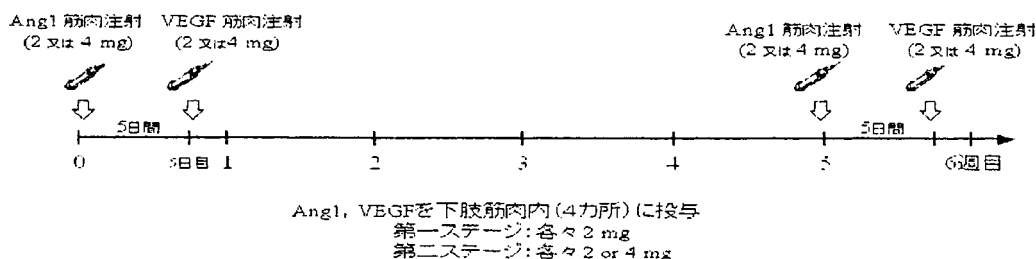 Ang1 筋肉注射 VEGF 筋肉注射
(2 又は 4 mg) (2 又は4 mg)
Ang1 筋肉注射 VEGF 筋肉注射
(2 又は 4 mg) (2 又は 4 mg)
5日間 5日間
0 5日目 1 2 3 4 5 6週目
Ang1, VEGFを下肢筋肉内(4カ所)に投与
第一ステージ: 各々2 mg
第二ステージ: 各々2 or 4 mg